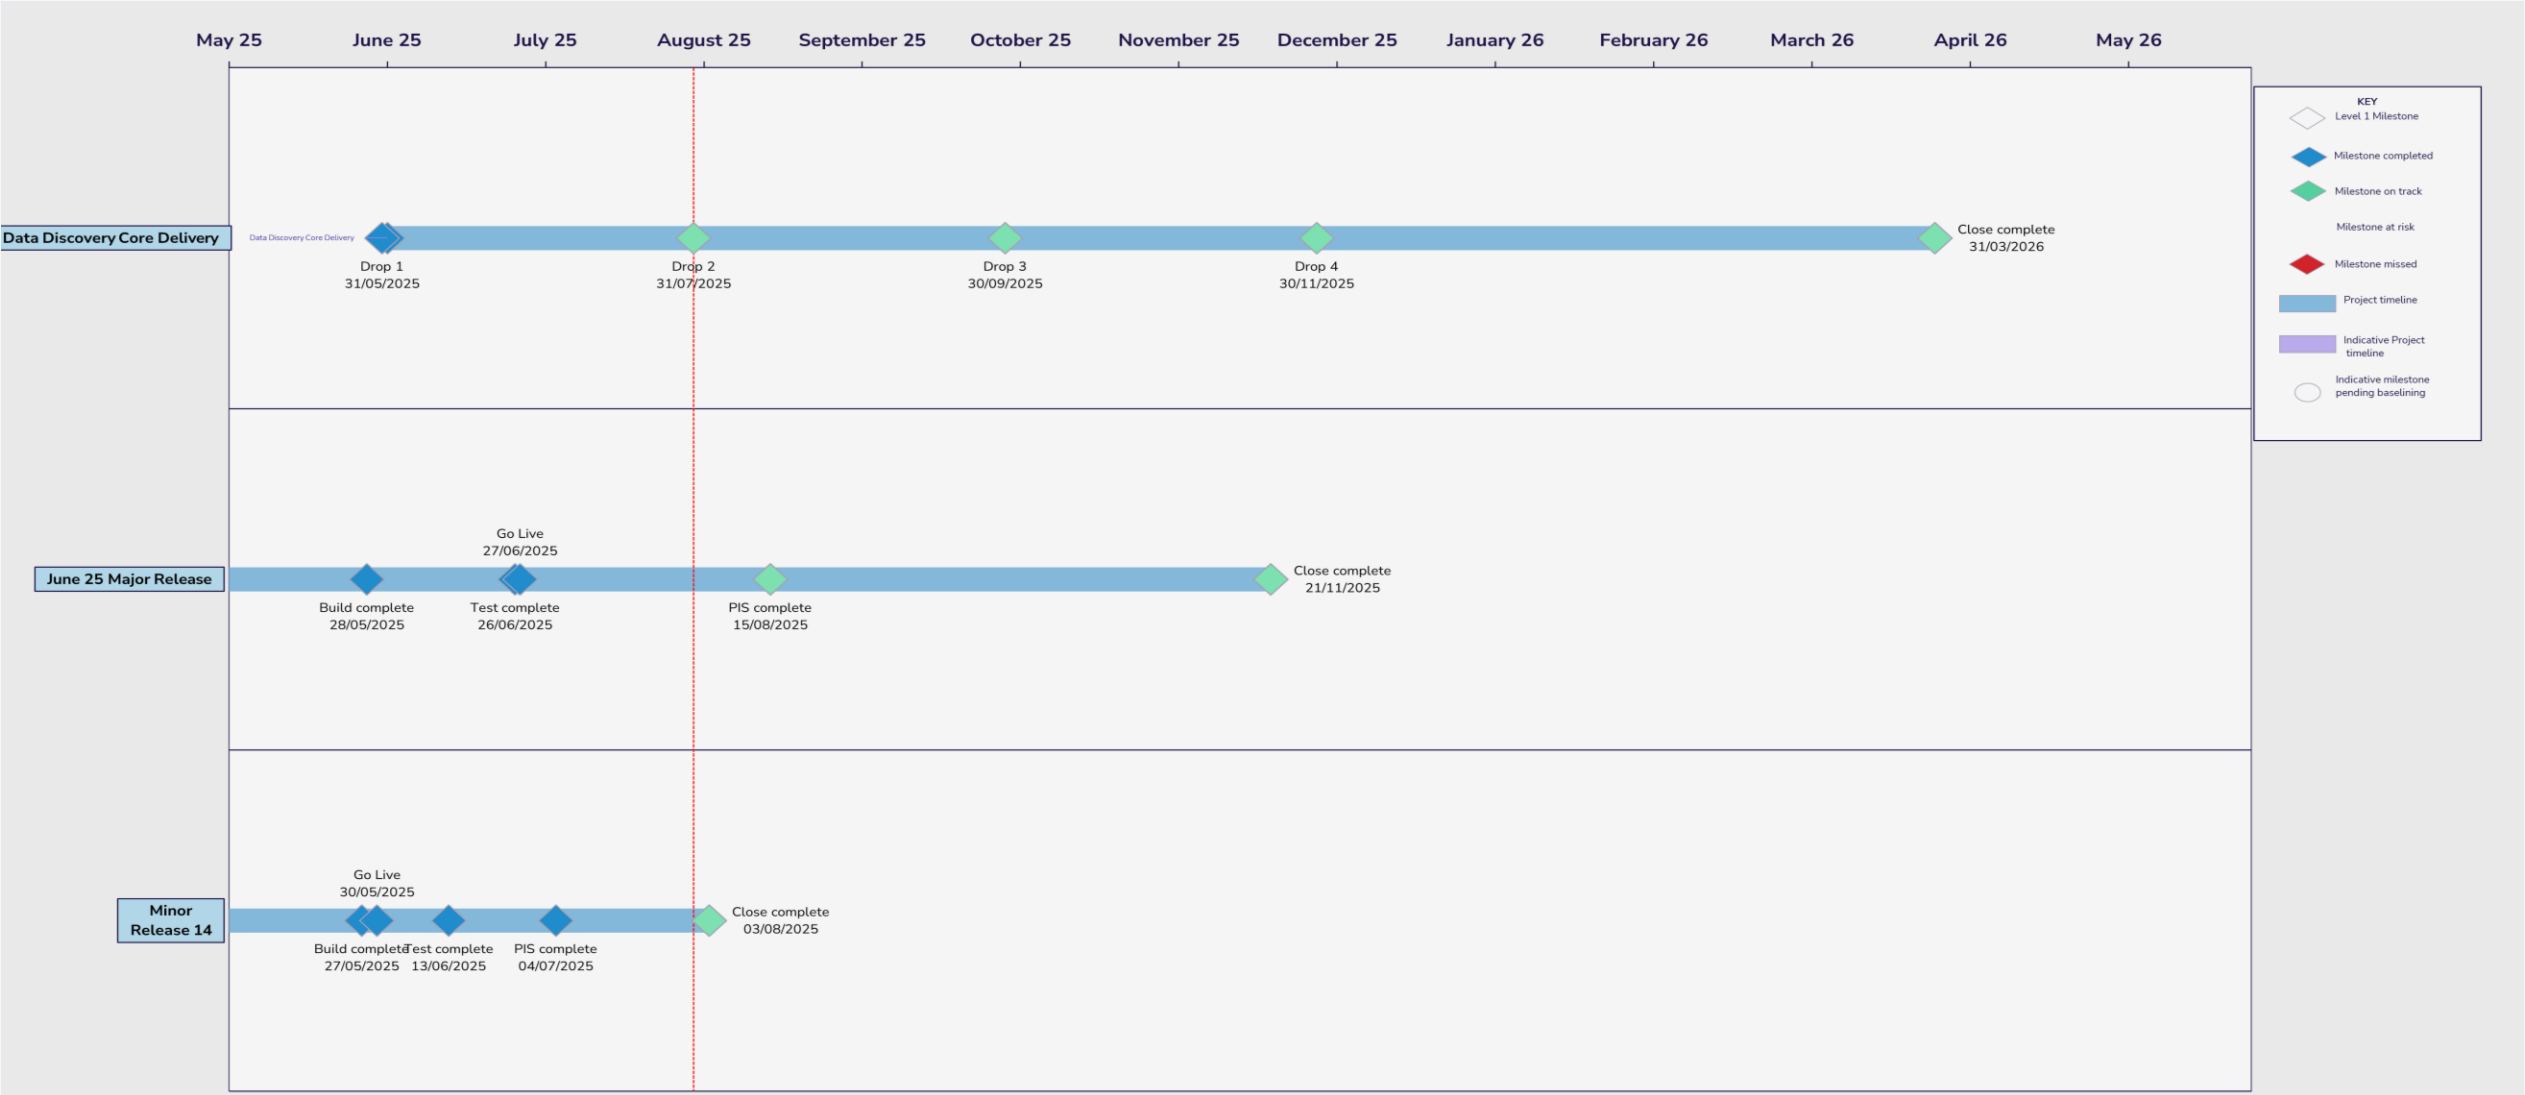 May 25
June 25
July 25
August 25
September 25
October 25
November 25
December 25
January 26
February 26
March 26
April 26
May 26
KEY
Level 1 Milestone
Milestone completed
Milestone on track
Milestone at risk
Milestone missed
Project timeline
Indicative Project
timeline
Indicative milestone
pending baselining
Data Discovery Core Delivery
Data Discovery Core Delivery
Drop 1
31/05/2025
Drop 2
31/07/2025
Drop 3
30/09/2025
Drop 4
30/11/2025
Close complete
31/03/2026
June 25 Major Release
Go Live
27/06/2025
Build complete
28/05/2025
Test complete
26/06/2025
PIS complete
15/08/2025
Close complete
21/11/2025
Minor
Release 14
Go Live
30/05/2025
Build complete
27/05/2025
Test complete
13/06/2025
PIS complete
04/07/2025
Close complete
03/08/2025